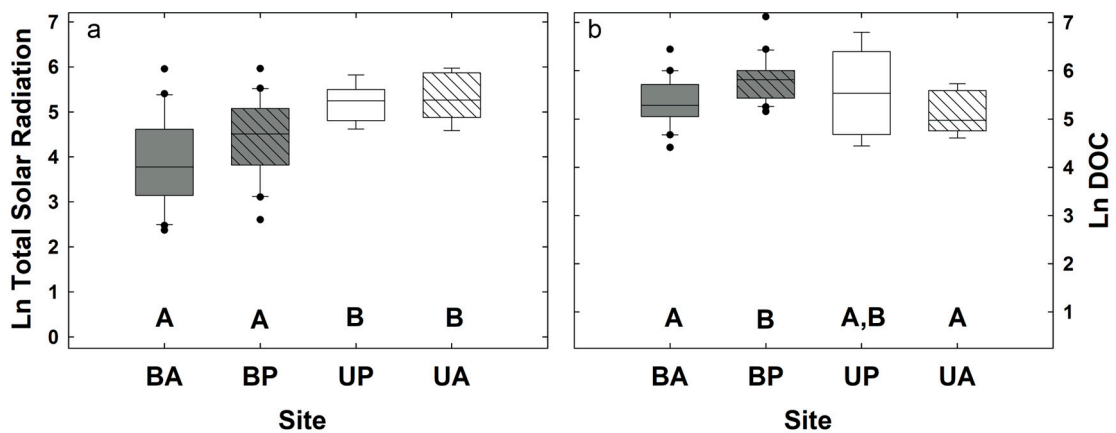 a
Ln Total Solar Radiation
7
6
5
4
3
2
1
0
A A B B
BA BP UP UA
Site
b
Ln DOC
7
6
5
4
3
2
1
A B A,B A
BA BP UP UA
Site